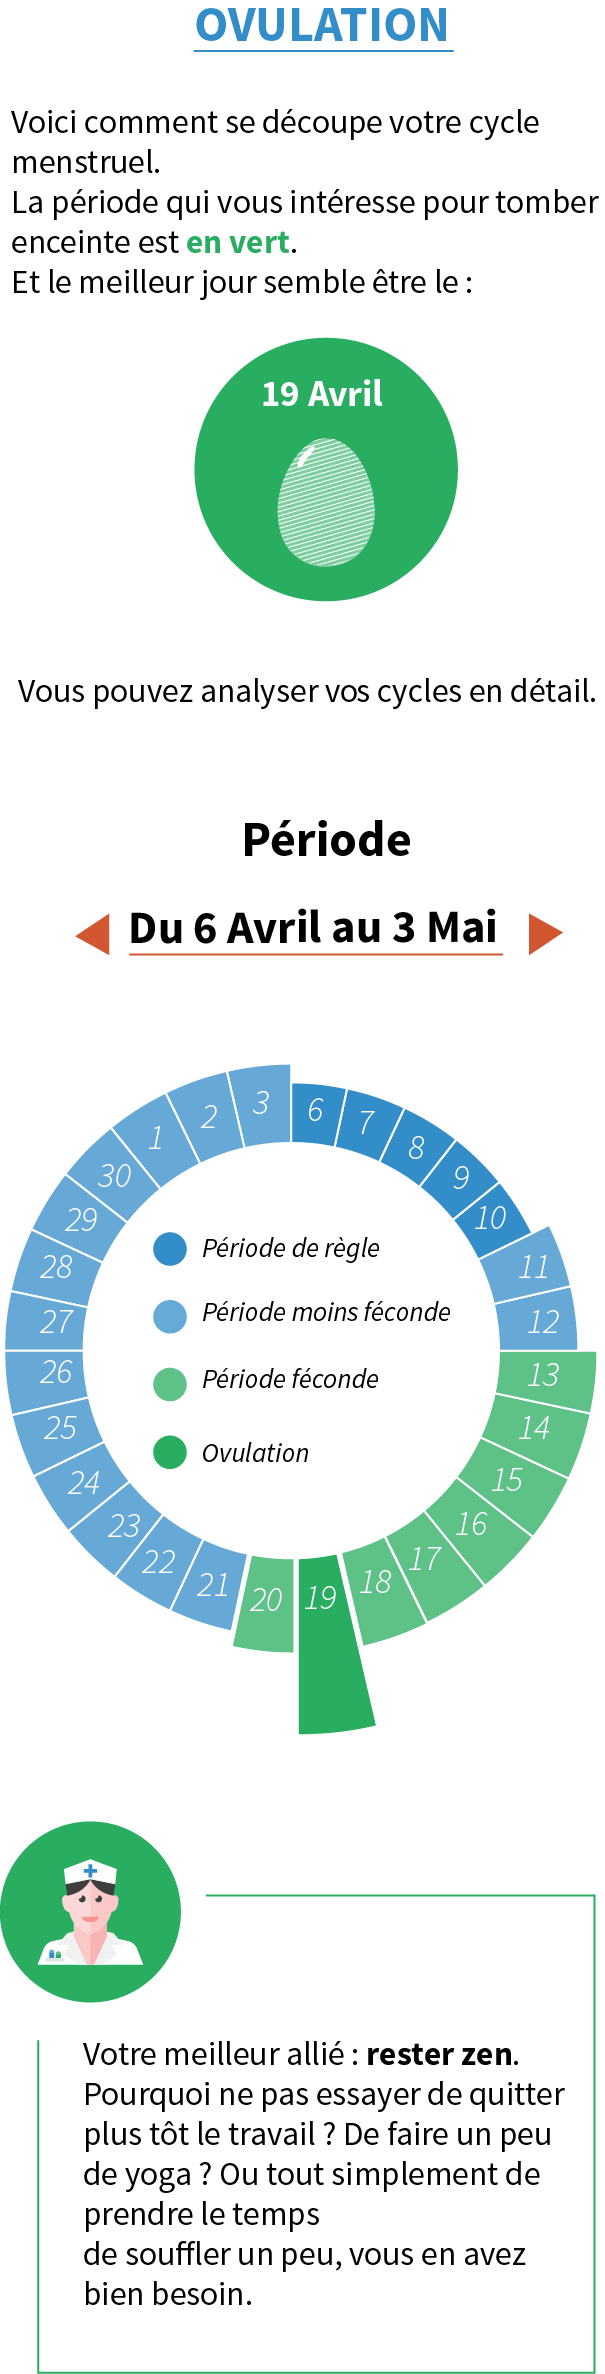 OVULATION
Voici comment se découpe votre cycle
menstruel.
La période qui vous intéresse pour tomber
enceinte est en vert.
Et le meilleur jour semble être le :
19 Avril
Vous pouvez analyser vos cycles en détail.
Période
Du 6 Avril au 3 Mai
6
7
8
9
10
11
12
13
14
15
16
17
18
19
20
21
22
23
24
25
26
27
28
29
30
1
2
3
Période de règle
Période moins féconde
Période féconde
Ovulation
Votre meilleur allié : rester zen.
Pourquoi ne pas essayer de quitter
plus tôt le travail ? De faire un peu
de yoga ? Ou tout simplement de
prendre le temps
de souffler un peu, vous en avez
bien besoin.